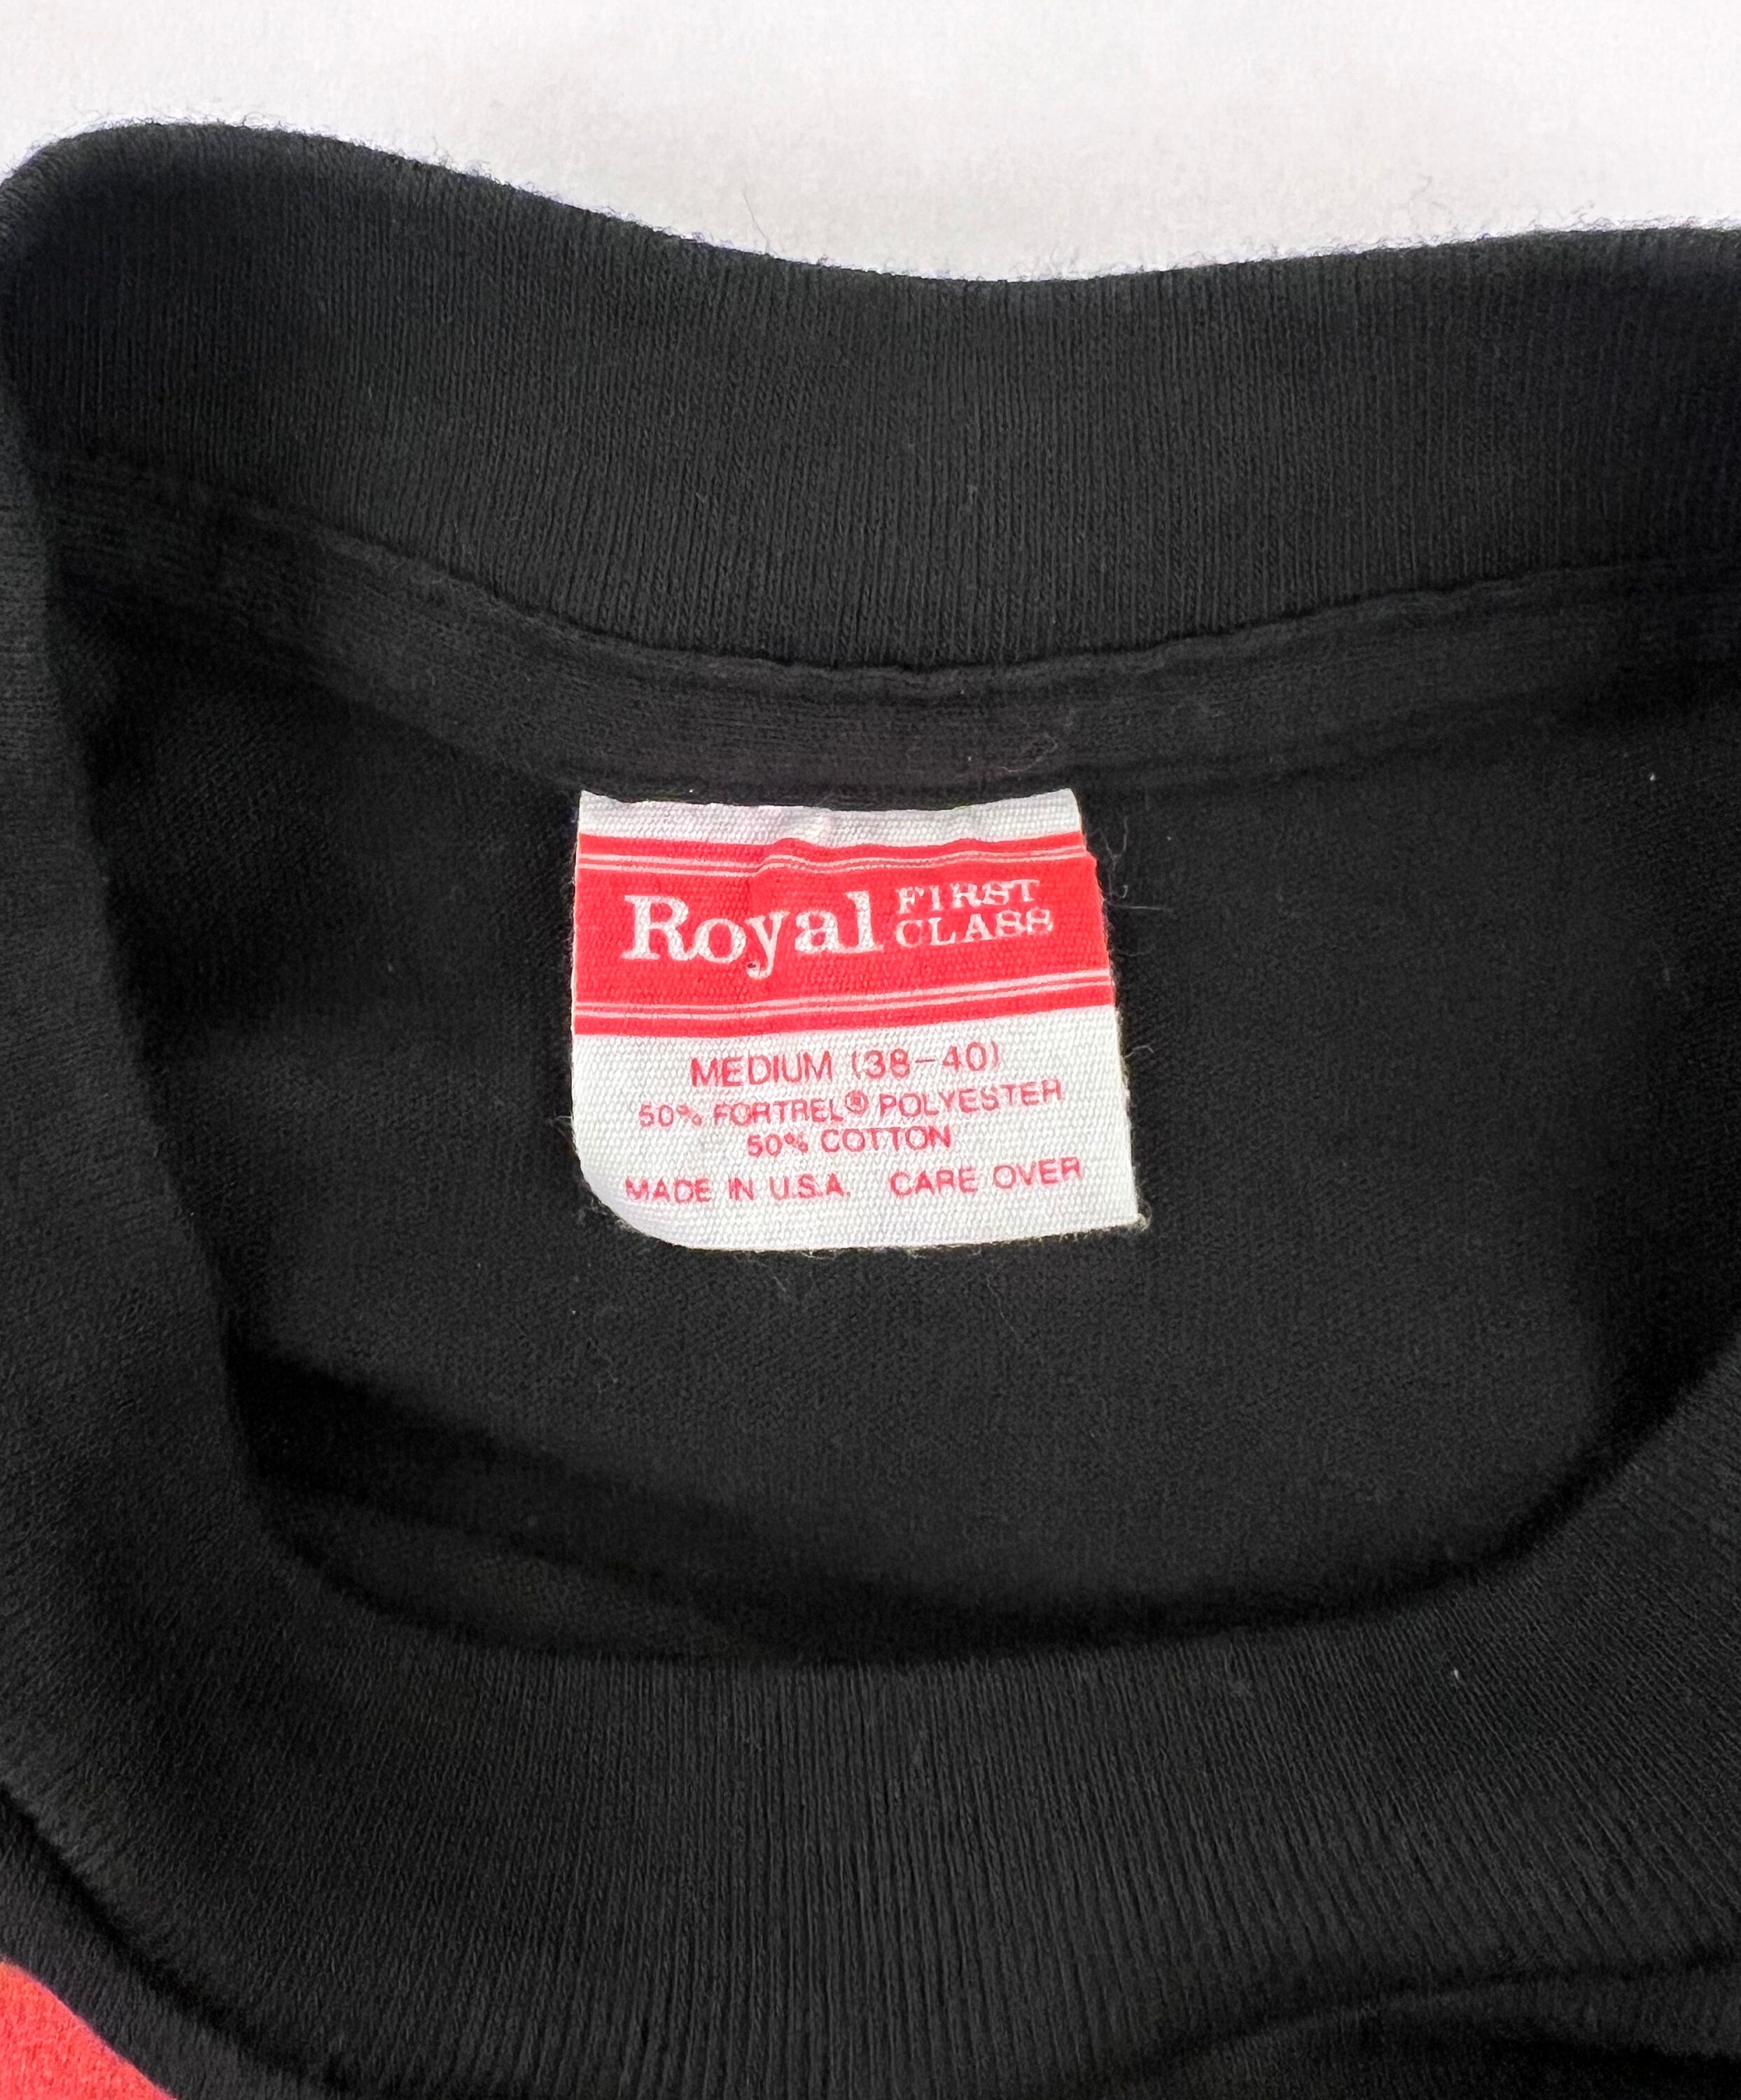 Royal FIRST CLASS
MEDIUM (38-40)
50% FORTREL® POLYESTER
50% COTTON
MADE IN U.S.A. CARE OVER